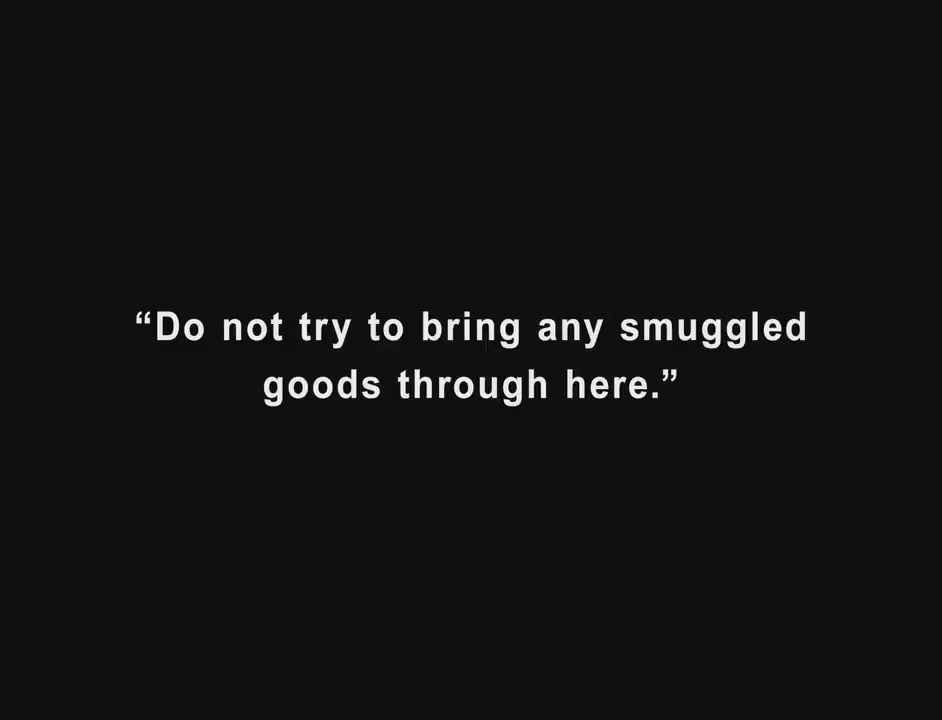 “Do not try to bring any smuggled
goods through here.”